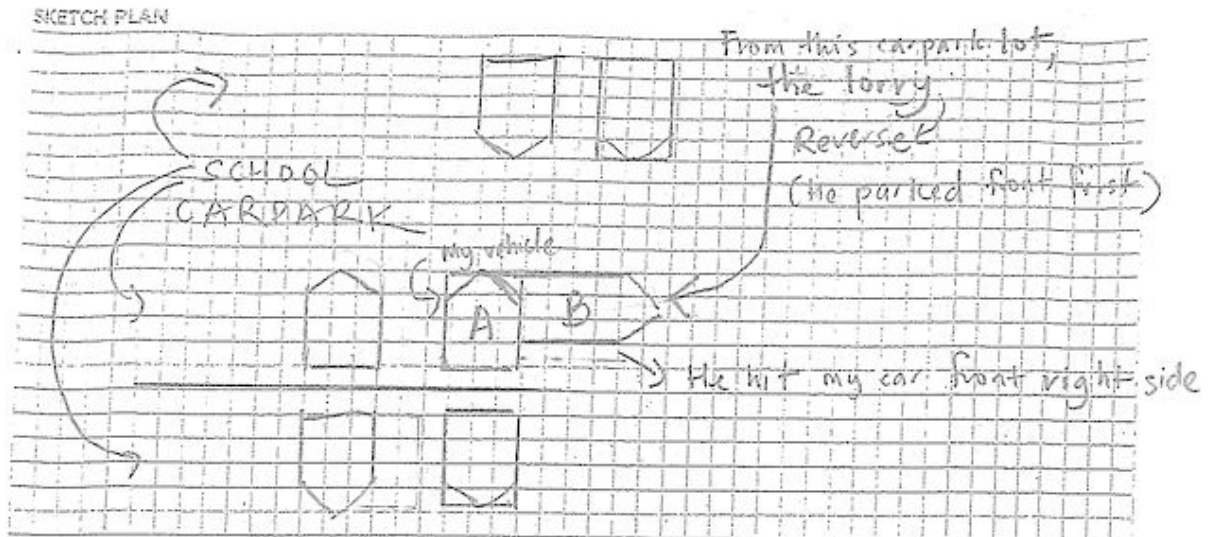 SKETCH PLAN
From this carpark lot,
the lorry
Reverset
(He parked front first)
SCHOOL
CARPARK
my vehicle
A
B
He hit my car front right side